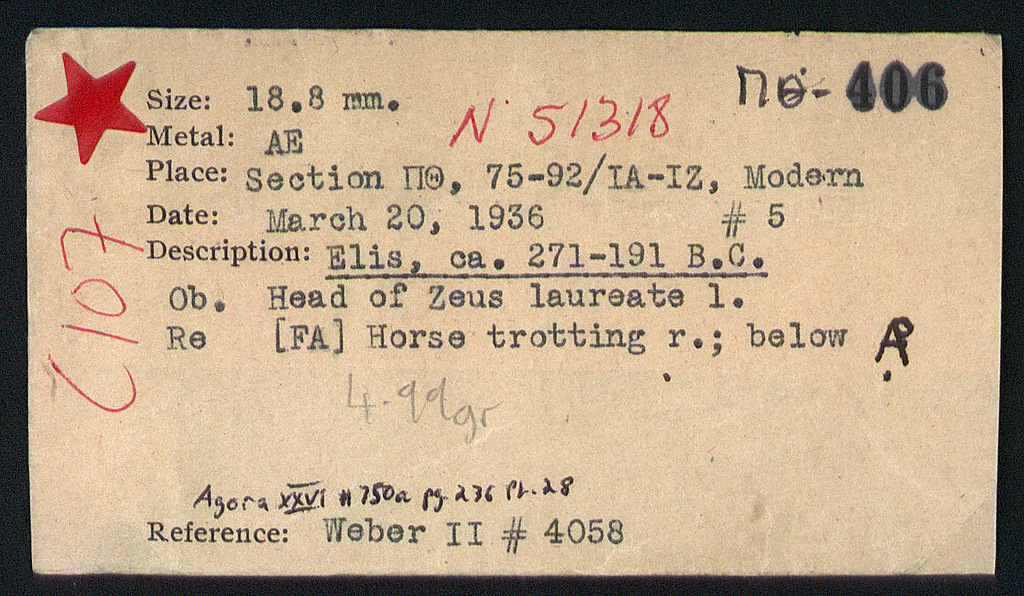 ΠΘ- 406
Size: 18.8 mm.
N 51318
Metal: AE
Place: Section ΠΘ, 75-92/IA-IZ, Modern
Date: March 20, 1936 # 5
Description: Elis, ca. 271-191 B.C.
Ob. Head of Zeus laureate l.
Re [FA] Horse trotting r.; below
C107
Agora XXVI # 750a pg. 236 Pl. 28
Reference: Weber II # 4058